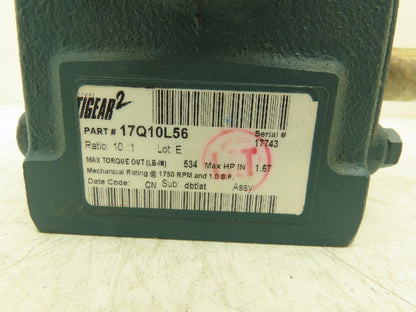 TIGEAR2
PART # 17Q10L56 Serial #
Ratio: 10 :1 Lot: E 17743
MAX TORQUE OUT (LB-IN) 534 Max HP IN 1.67
Mechanical Rating @ 1750 RPM and 1.0 S.F.
Date Code: CN Sub: dbtlat Assy